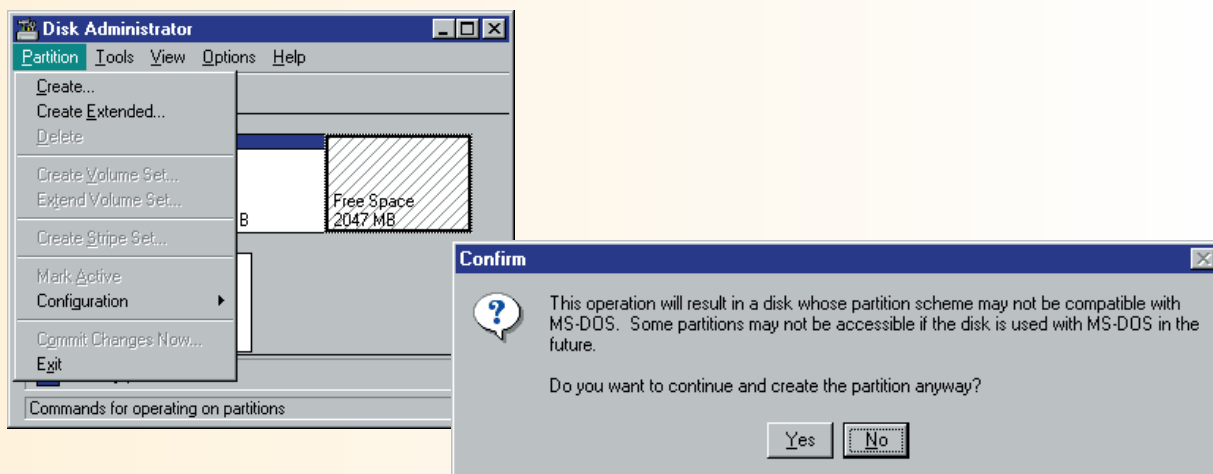 Disk Administrator
Partition Tools View Options Help
Create...
Create Extended...
Delete
Create Volume Set...
Extend Volume Set...
Create Stripe Set...
Mark Active
Configuration
Commit Changes Now...
Exit
B
Free Space
2047 MB
Commands for operating on partitions
Confirm
This operation will result in a disk whose partition scheme may not be compatible with
MS-DOS. Some partitions may not be accessible if the disk is used with MS-DOS in the
future.
Do you want to continue and create the partition anyway?
Yes No